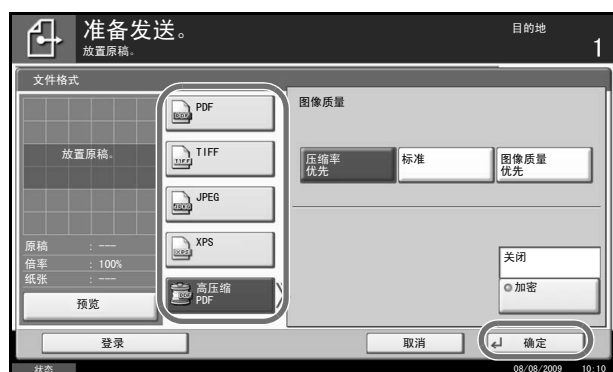 准备发送。
放置原稿。
目的地
1
文件格式
放置原稿。
原稿 : ---
倍率 : 100%
纸张 : ---
预览
PDF
TIFF
JPEG
XPS
高压缩
PDF
图像质量
压缩率
优先
标准
图像质量
优先
关闭
加密
登录
取消
确定
状态
08/08/2009 10:10